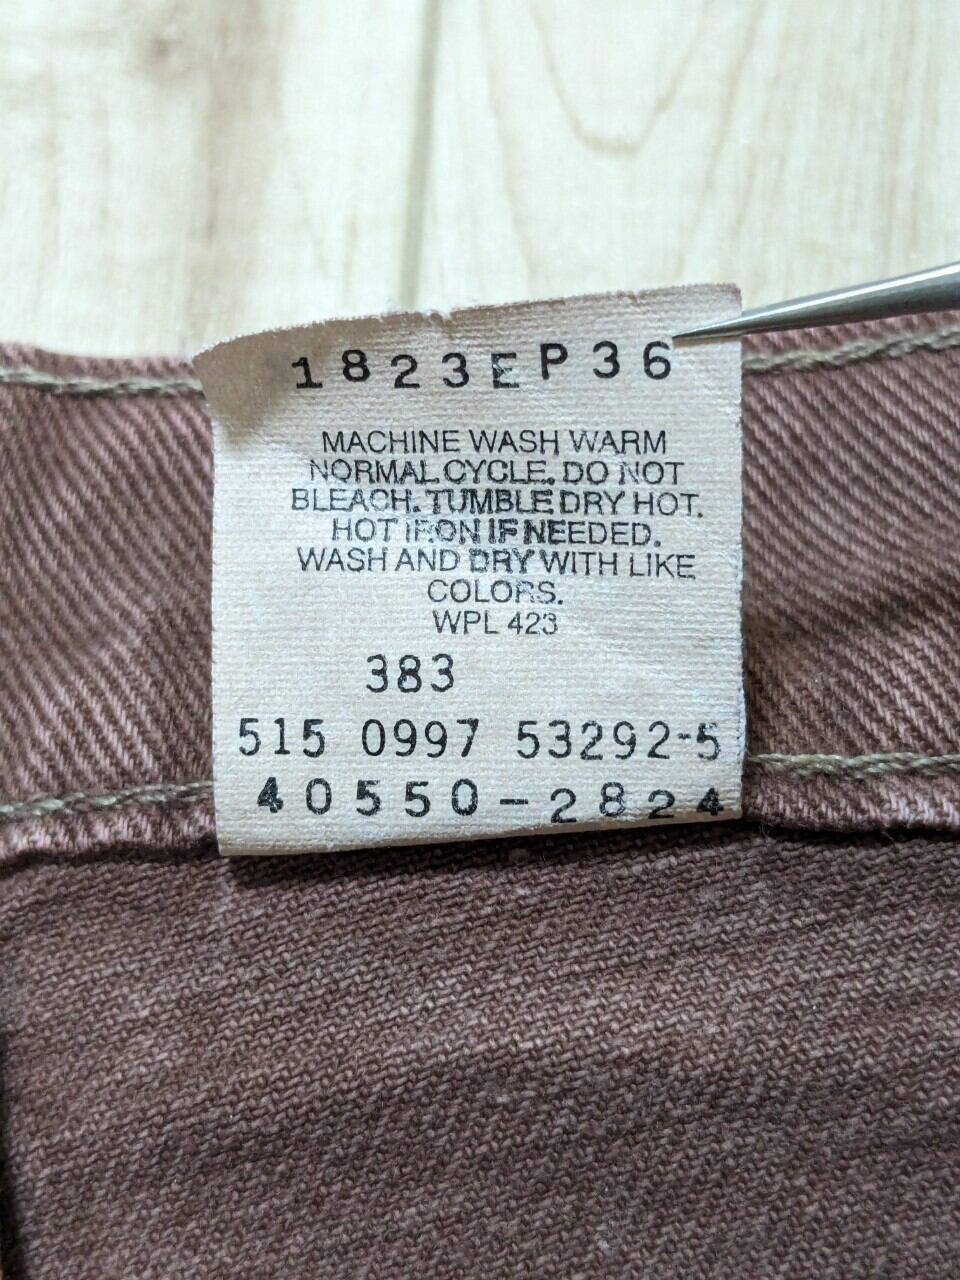 1823EP36
MACHINE WASH WARM
NORMAL CYCLE. DO NOT
BLEACH. TUMBLE DRY HOT.
HOT IRON IF NEEDED.
WASH AND DRY WITH LIKE
COLORS.
WPL 423
383
515 0997 53292-5
40550-2824